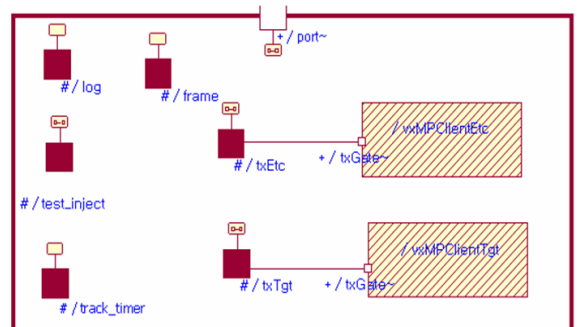 + / port~
# / log
# / frame
/ vxMPClientEtc
# / txEtc
+ / txGate~
# / test_inject
/ vxMPClientTgt
# / txTgt
+ / txGate~
# / track_timer